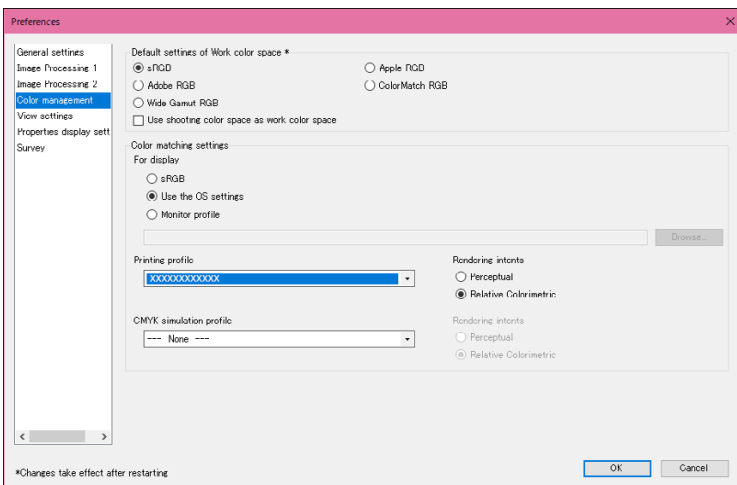 Preferences
General settings
Image Processing 1
Image Processing 2
Color management
View settings
Properties display sett
Survey
Default settings of Work color space *
sRGB
Apple RGB
Adobe RGB
ColorMatch RGB
Wide Gamut RGB
Use shooting color space as work color space
Color matching settings
For display
sRGB
Use the OS settings
Monitor profile
Browse...
Printing profile
XXXXXXXXXXXX
Rendering intents
Perceptual
Relative Colorimetric
CMYK simulation profile
--- None ---
Rendering intents
Perceptual
Relative Colorimetric
*Changes take effect after restarting
OK
Cancel